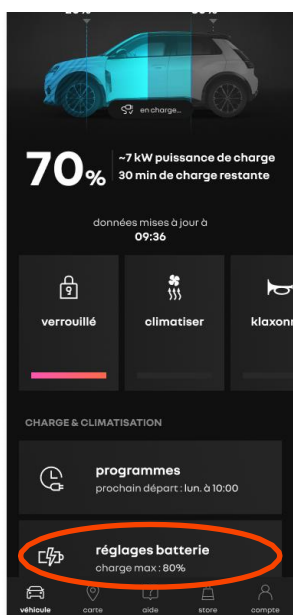 en charge...
70%
~7 kW puissance de charge
30 min de charge restante
données mises à jour à
09:36
verrouillé
climatiser
klaxonn
CHARGE & CLIMATISATION
programmes
prochain départ : lun. à 10:00
réglages batterie
charge max : 80%
véhicule
carte
aide
store
compte